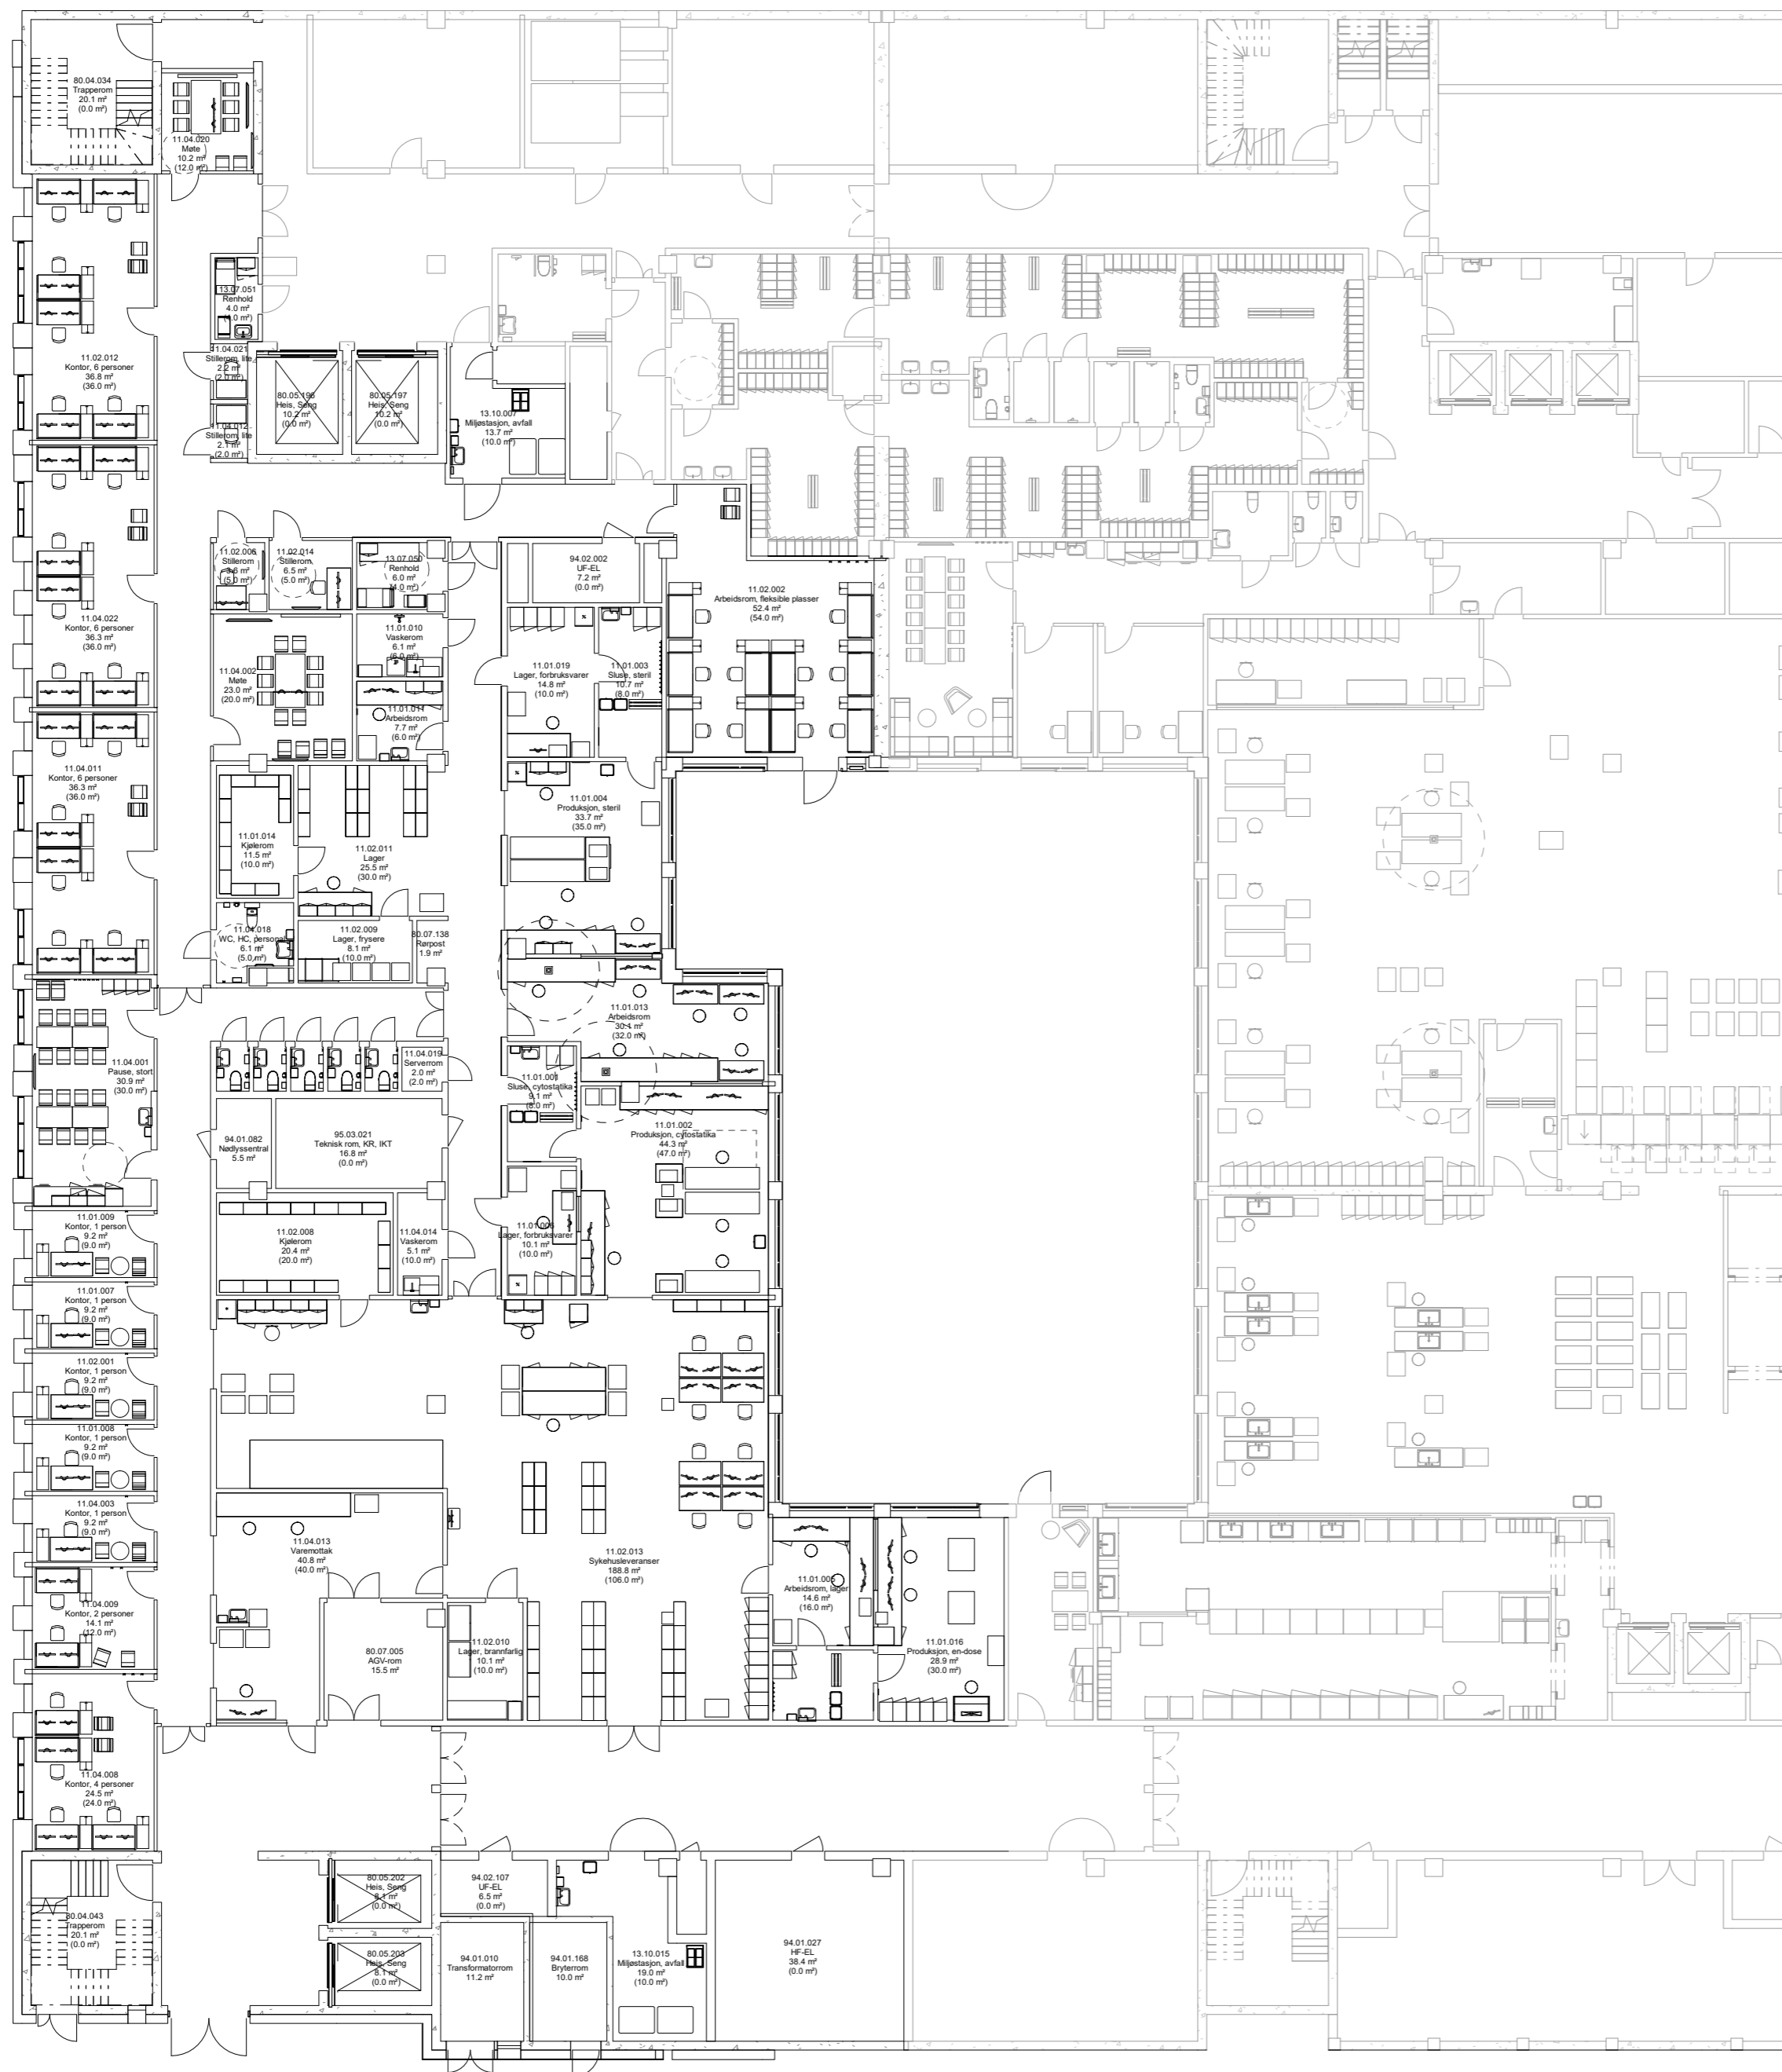 80.04.034
Trapperom
20.1 m²
(0.0 m²)
11.04.020
Møte
10.2 m²
(12.0 m²)
13.07.051
Renhold
4.0 m²
11.02.012
Kontor, 6 personer
36.8 m²
(36.0 m²)
11.04.021
Stillerom, lite
2.2 m²
(2.0 m²)
11.04.012
Stillerom, lite
2.1 m²
(2.0 m²)
80.05.196
Heis, Seng
10.2 m²
(0.0 m²)
80.05.197
Heis, Seng
10.2 m²
(0.0 m²)
13.10.007
Miljøstasjon, avfall
13.7 m²
(10.0 m²)
11.02.006
Stillerom
(5.0 m²)
11.02.014
Stillerom
6.5 m²
(5.0 m²)
13.07.050
Renhold
6.0 m²
(4.0 m²)
94.02.002
UF-EL
7.2 m²
(0.0 m²)
11.02.002
Arbeidsrom, fleksible plasser
52.4 m²
(54.0 m²)
11.04.022
Kontor, 6 personer
36.3 m²
(36.0 m²)
11.04.002
Møte
23.0 m²
(20.0 m²)
11.01.010
Vaskerom
6.1 m²
(6.0 m²)
11.01.019
Lager, forbruksvarer
14.8 m²
(10.0 m²)
11.01.003
Sluse, steril
10.7 m²
(8.0 m²)
11.01.011
Arbeidsrom
7.7 m²
(6.0 m²)
11.04.011
Kontor, 6 personer
36.3 m²
(36.0 m²)
11.01.004
Produksjon, steril
33.7 m²
(35.0 m²)
11.01.014
Kjølerom
11.5 m²
(10.0 m²)
11.02.011
Lager
25.5 m²
(30.0 m²)
11.04.018
WC, HC, personal
6.1 m²
(5.0 m²)
11.02.009
Lager, frysere
8.1 m²
(10.0 m²)
80.07.138
Rørpost
1.9 m²
11.01.013
Arbeidsrom
30.1 m²
(32.0 m²)
11.04.001
Pause, stort
30.9 m²
(30.0 m²)
11.04.019
Serverrom
2.0 m²
(2.0 m²)
11.01.001
Sluse, cytostatika
9.1 m²
(8.0 m²)
94.01.082
Nødlyssentral
5.5 m²
95.03.021
Teknisk rom, KR, IKT
16.8 m²
(0.0 m²)
11.01.002
Produksjon, cytostatika
44.3 m²
(47.0 m²)
11.01.009
Kontor, 1 person
9.2 m²
(9.0 m²)
11.02.008
Kjølerom
20.4 m²
(20.0 m²)
11.04.014
Vaskerom
5.1 m²
(10.0 m²)
11.01.006
Lager, forbruksvarer
10.1 m²
(10.0 m²)
11.01.007
Kontor, 1 person
9.2 m²
(9.0 m²)
11.02.001
Kontor, 1 person
9.2 m²
(9.0 m²)
11.01.008
Kontor, 1 person
9.2 m²
(9.0 m²)
11.04.003
Kontor, 1 person
9.2 m²
(9.0 m²)
11.04.013
Varemottak
40.8 m²
(40.0 m²)
11.02.013
Sykehusleveranser
188.8 m²
(106.0 m²)
11.01.005
Arbeidsrom, lager
14.6 m²
(16.0 m²)
11.04.009
Kontor, 2 personer
14.1 m²
(12.0 m²)
80.07.005
AGV-rom
15.5 m²
11.02.010
Lager, brannfarlig
10.1 m²
(10.0 m²)
11.01.016
Produksjon, en-dose
28.9 m²
(30.0 m²)
11.04.008
Kontor, 4 personer
24.5 m²
(24.0 m²)
80.04.043
Trapperom
20.1 m²
(0.0 m²)
80.05.202
Heis, Seng
8.1 m²
(0.0 m²)
94.02.107
UF-EL
6.5 m²
(0.0 m²)
80.05.203
Heis, Seng
8.1 m²
(0.0 m²)
94.01.010
Transformatorrom
11.2 m²
94.01.168
Bryterrom
10.0 m²
13.10.015
Miljøstasjon, avfall
19.0 m²
(10.0 m²)
94.01.027
HF-EL
38.4 m²
(0.0 m²)